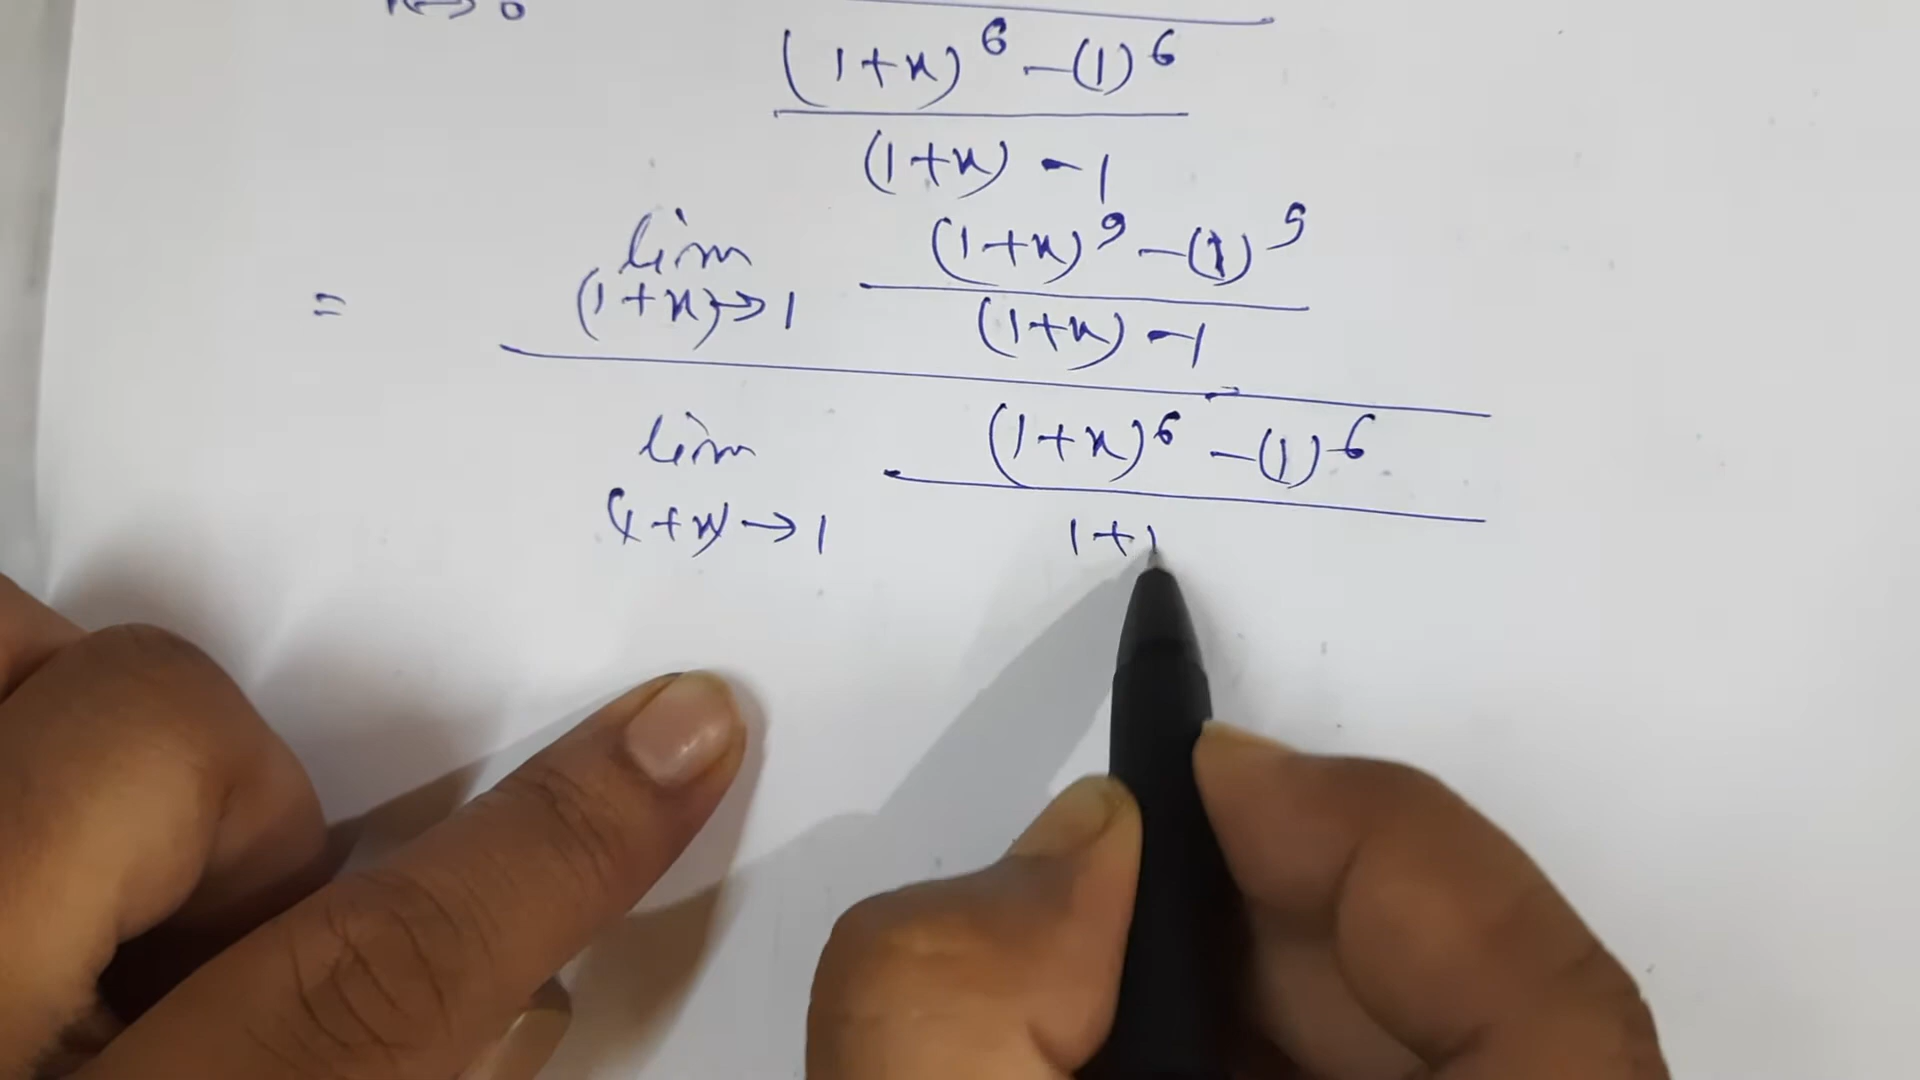 x→0
(1+x)^6 -(1)^6
(1+x) -1
lim (1+x)^9 -(1)^9
= (1+x)→1 (1+x) -1
lim (1+x)^6 -(1)^6
(1+x)→1 1+